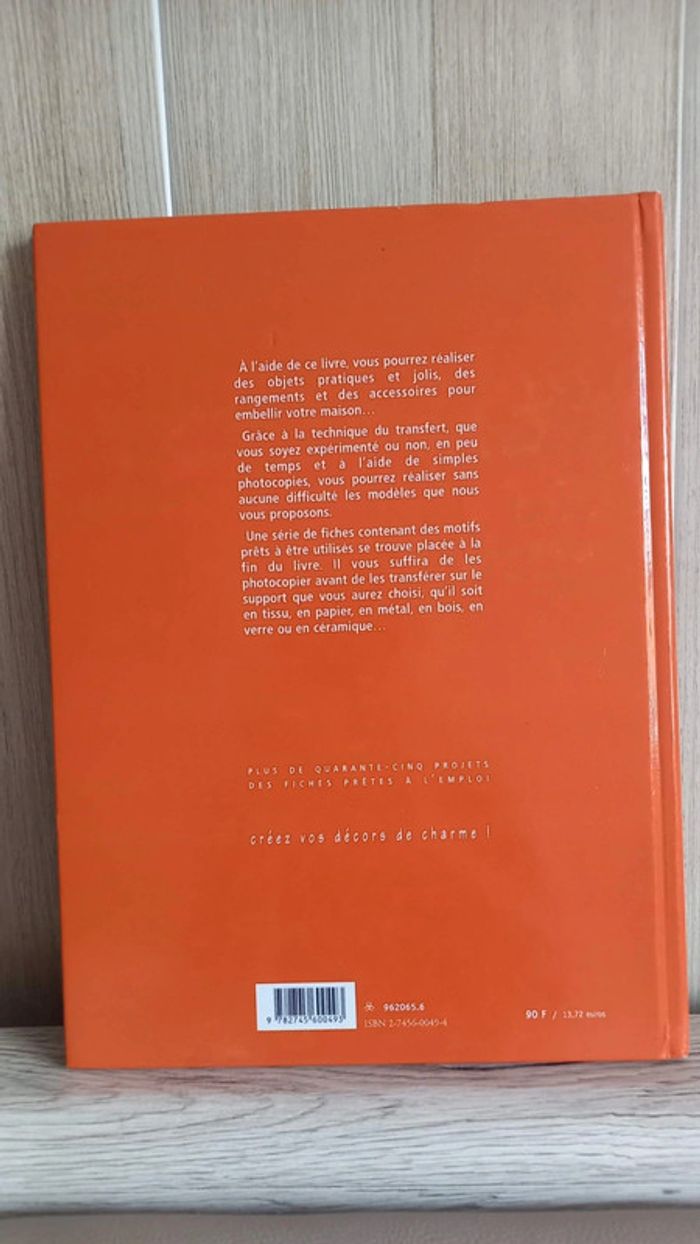 À l'aide de ce livre, vous pourrez réaliser
des objets pratiques et jolis, des
rangements et des accessoires pour
embellir votre maison...
Grâce à la technique du transfert, que
vous soyez expérimenté ou non, en peu
de temps et à l'aide de simples
photocopies, vous pourrez réaliser sans
aucune difficulté les modèles que nous
vous proposons.
Une série de fiches contenant des motifs
prêts à être utilisés se trouve placée à la
fin du livre. Il vous suffira de les
photocopier avant de les transférer sur le
support que vous aurez choisi, qu'il soit
en tissu, en papier, en métal, en bois, en
verre ou en céramique...
PLUS DE QUARANTE-CINQ PROJETS
DES FICHES PRÊTES À L'EMPLOI
créez vos décors de charme !
9 782745 600493
962065.6
ISBN 2-7456-0049-4
90 F / 13,72 euros